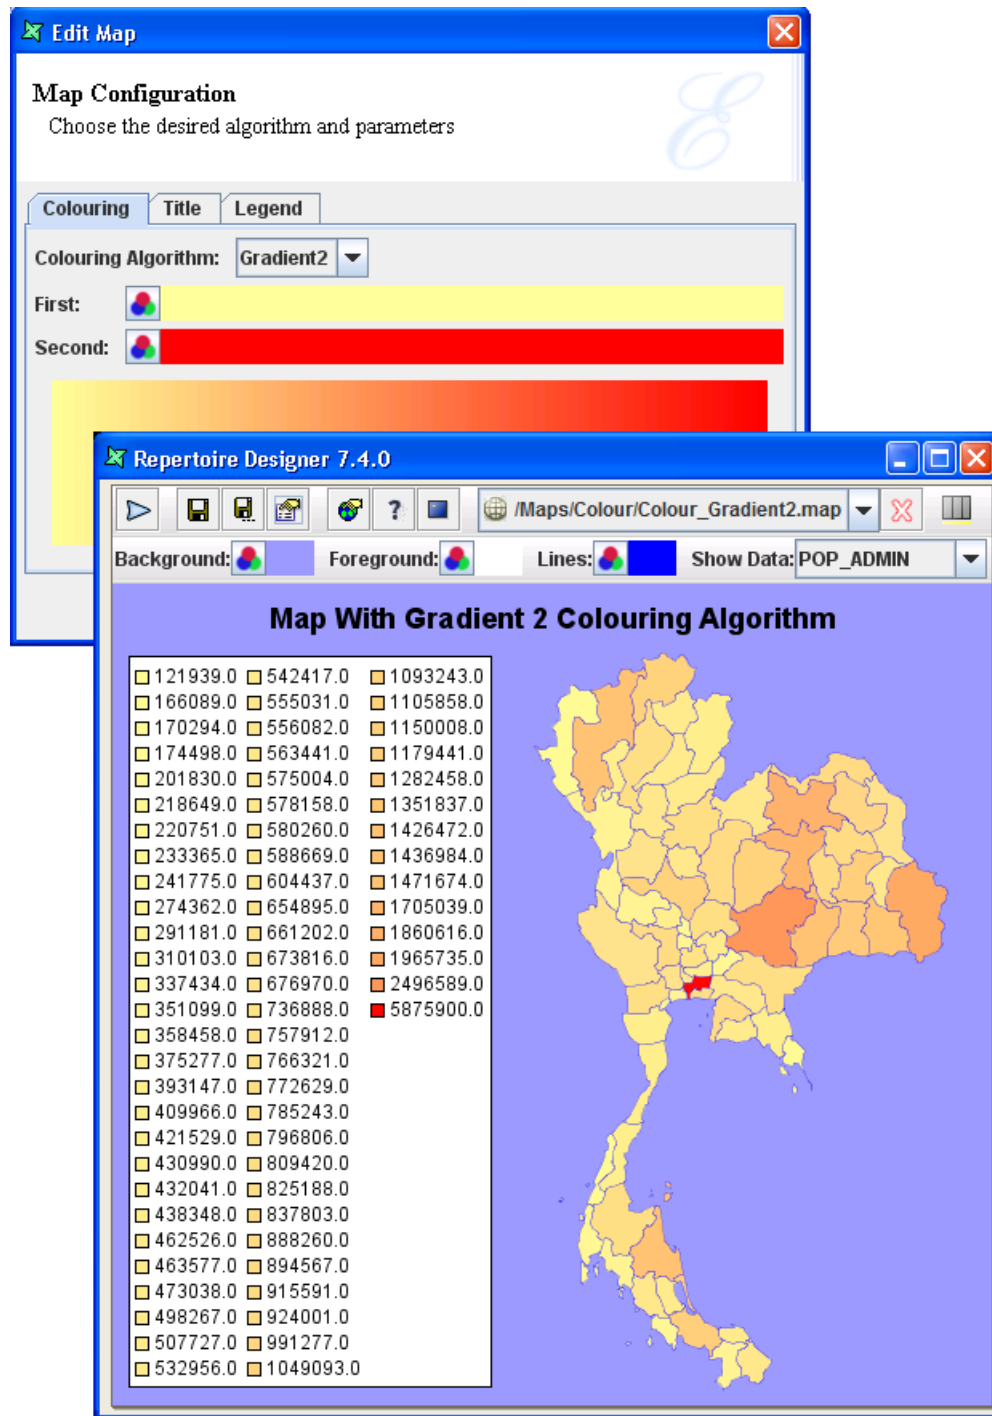 Edit Map
Map Configuration
Choose the desired algorithm and parameters
Colouring Title Legend
Colouring Algorithm: Gradient2
First:
Second:
Repertoire Designer 7.4.0
? /Maps/Colour/Colour_Gradient2.map
Background: Foreground: Lines: Show Data: POP_ADMIN
Map With Gradient 2 Colouring Algorithm
121939.0 542417.0 1093243.0
166089.0 555031.0 1105858.0
170294.0 556082.0 1150008.0
174498.0 563441.0 1179441.0
201830.0 575004.0 1282458.0
218649.0 578158.0 1351837.0
220751.0 580260.0 1426472.0
233365.0 588669.0 1436984.0
241775.0 604437.0 1471674.0
274362.0 654895.0 1705039.0
291181.0 661202.0 1860616.0
310103.0 673816.0 1965735.0
337434.0 676970.0 2496589.0
351099.0 736888.0 5875900.0
358458.0 757912.0
375277.0 766321.0
393147.0 772629.0
409966.0 785243.0
421529.0 796806.0
430990.0 809420.0
432041.0 825188.0
438348.0 837803.0
462526.0 888260.0
463577.0 894567.0
473038.0 915591.0
498267.0 924001.0
507727.0 991277.0
532956.0 1049093.0